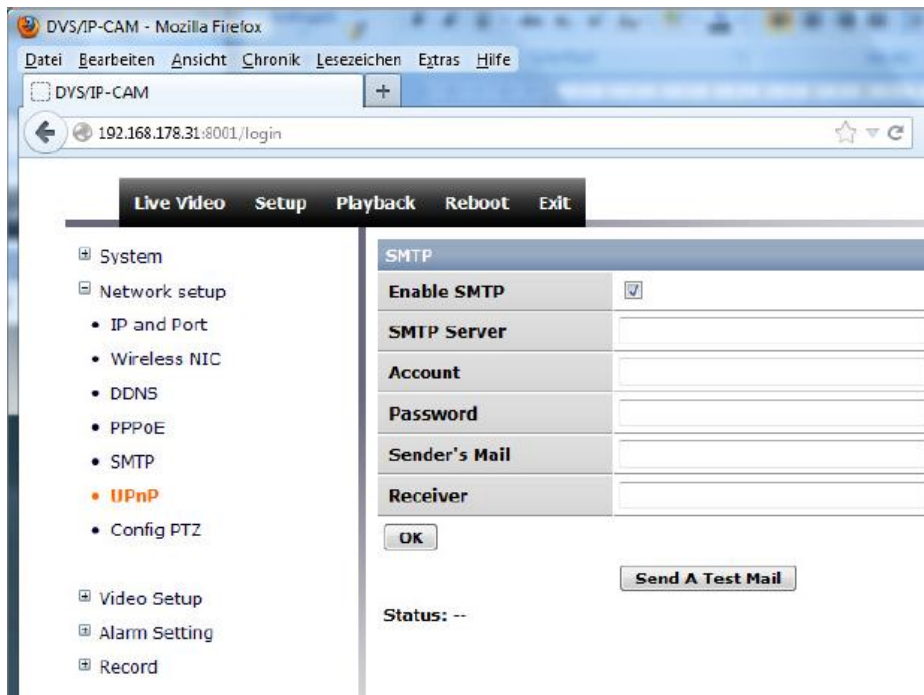 DVS/IP-CAM - Mozilla Firefox
Datei Bearbeiten Ansicht Chronik Lesezeichen Extras Hilfe
DVS/IP-CAM +
192.168.178.31:8001/login
Live Video Setup Playback Reboot Exit
System
Network setup
• IP and Port
• Wireless NIC
• DDNS
• PPPoE
• SMTP
• UPnP
• Config PTZ
Video Setup
Alarm Setting
Record
SMTP
Enable SMTP
SMTP Server
Account
Password
Sender's Mail
Receiver
OK
Send A Test Mail
Status: --